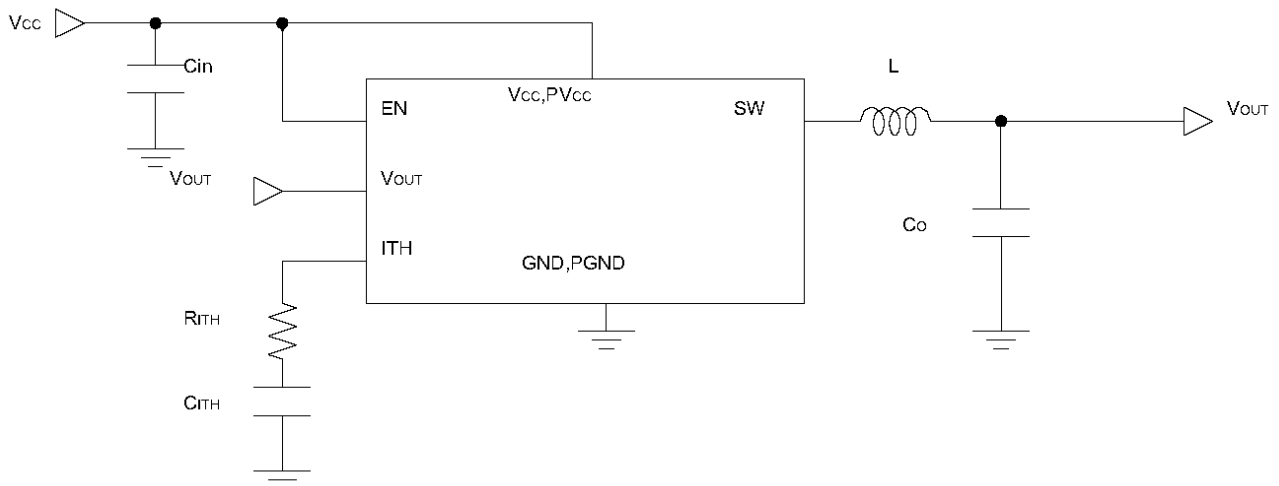 VCC
Cin
VCC,PVCC
EN
SW
L
VOUT
VOUT
VOUT
CO
ITH
GND,PGND
RITH
CITH